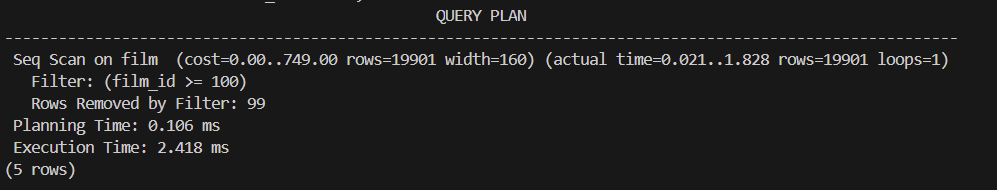 QUERY PLAN
-----------------------------------------------------------------------------------------------------------
Seq Scan on film  (cost=0.00..749.00 rows=19901 width=160) (actual time=0.021..1.828 rows=19901 loops=1)
  Filter: (film_id >= 100)
  Rows Removed by Filter: 99
Planning Time: 0.106 ms
Execution Time: 2.418 ms
(5 rows)